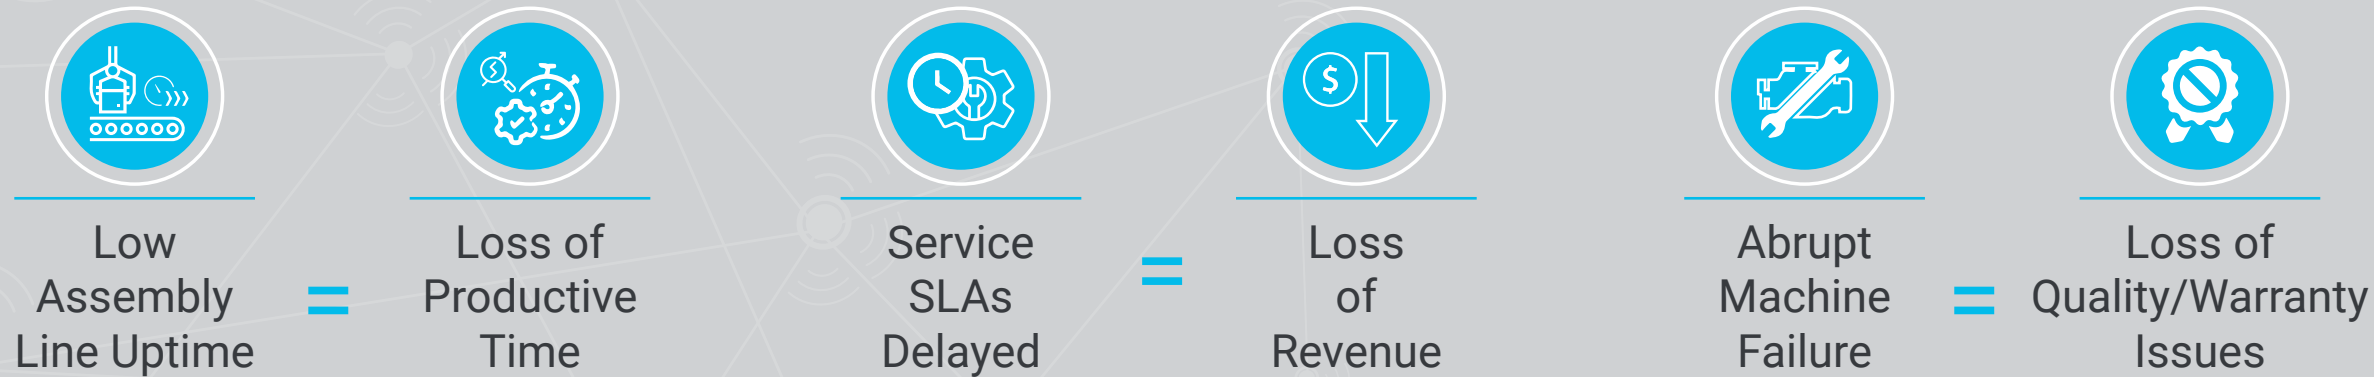 Low
Assembly
Line Uptime
=
Loss of
Productive
Time
Service
SLAs
Delayed
=
Loss
of
Revenue
Abrupt
Machine
Failure
=
Loss of
Quality/Warranty
Issues
$